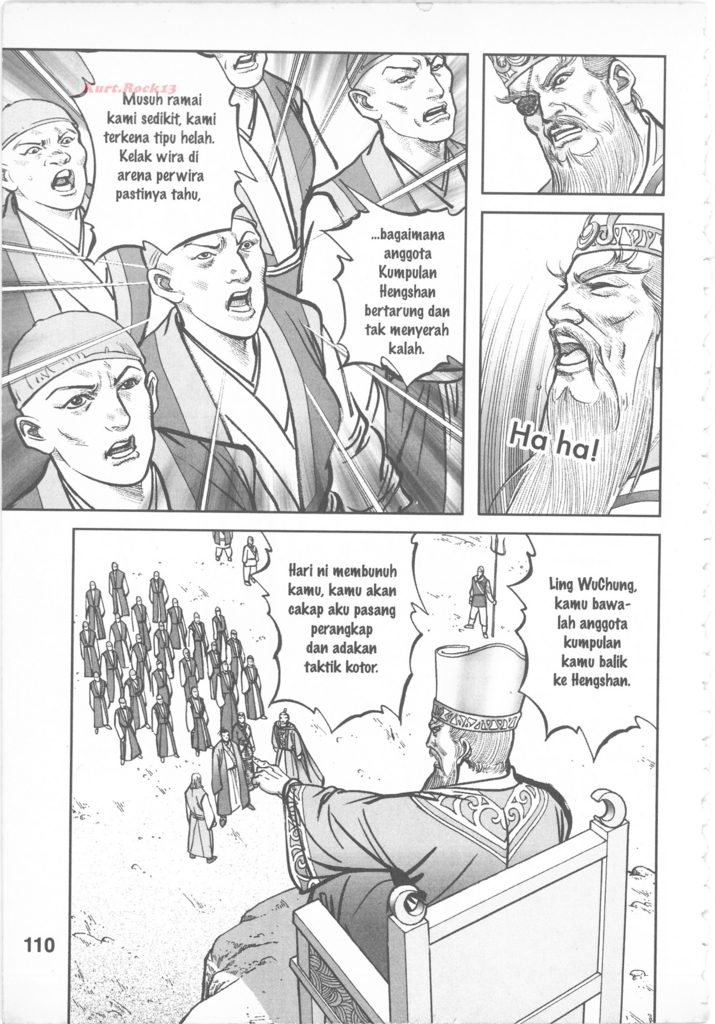 Kurt.Rock13
Musuh ramai
kami sedikit, kami
terkena tipu helah.
Kelak wira di
arena perwira
pastinya tahu,
...bagaimana
anggota
Kumpulan
Hengshan
bertarung dan
tak menyerah
kalah.
Ha ha!
Hari ni membunuh
kamu, kamu akan
cakap aku pasang
perangkap
dan adakan
taktik kotor.
Ling WuChung,
kamu bawa-
lah anggota
kumpulan
kamu balik
ke Hengshan.
110